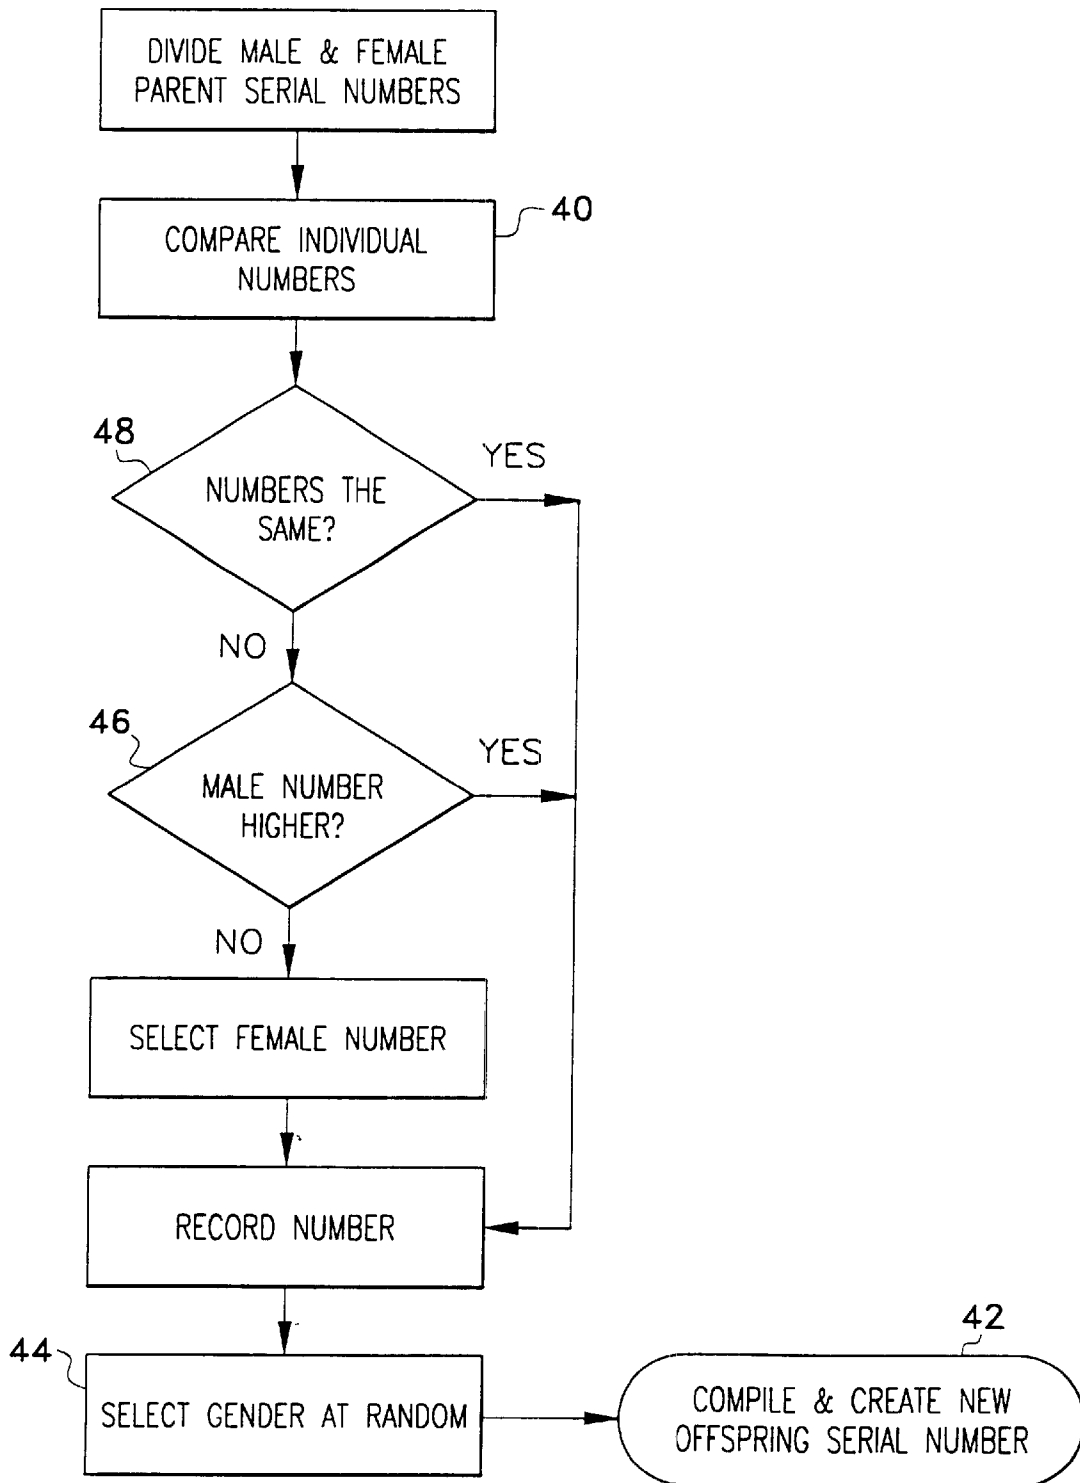 DIVIDE MALE & FEMALE
PARENT SERIAL NUMBERS
40
COMPARE INDIVIDUAL
NUMBERS
48
YES
NUMBERS THE
SAME?
NO
46
YES
MALE NUMBER
HIGHER?
NO
SELECT FEMALE NUMBER
RECORD NUMBER
44
SELECT GENDER AT RANDOM
42
COMPILE & CREATE NEW
OFFSPRING SERIAL NUMBER